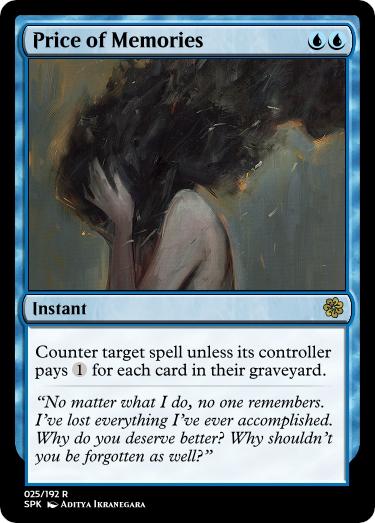 Price of Memories
Instant
Counter target spell unless its controller
pays 1 for each card in their graveyard.
“No matter what I do, no one remembers.
I’ve lost everything I’ve ever accomplished.
Why do you deserve better? Why shouldn’t
you be forgotten as well?”
025/192 R
SPK Aditya Ikranegara